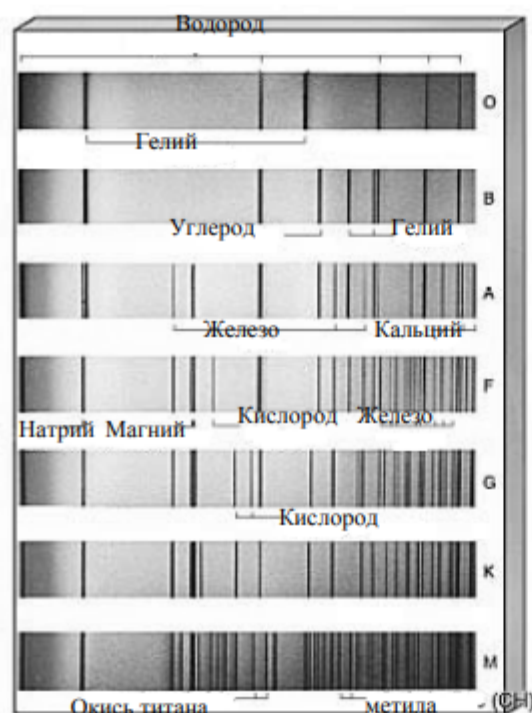 Водород
O
Гелий
B
Углерод Гелий
A
Железо Кальций
F
Натрий Магний Кислород Железо
G
Кислород
K
M
Окись титана метила (CH)